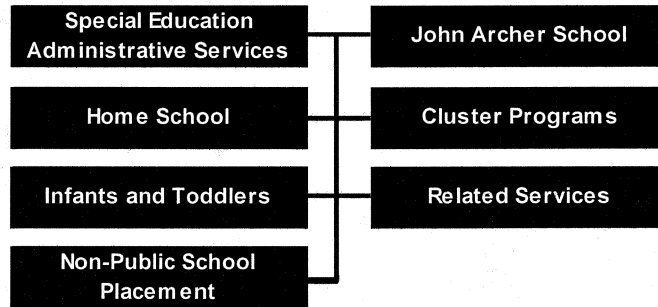 Special Education
Administrative Services
John Archer School
Home School
Cluster Programs
Infants and Toddlers
Related Services
Non-Public School
Placement